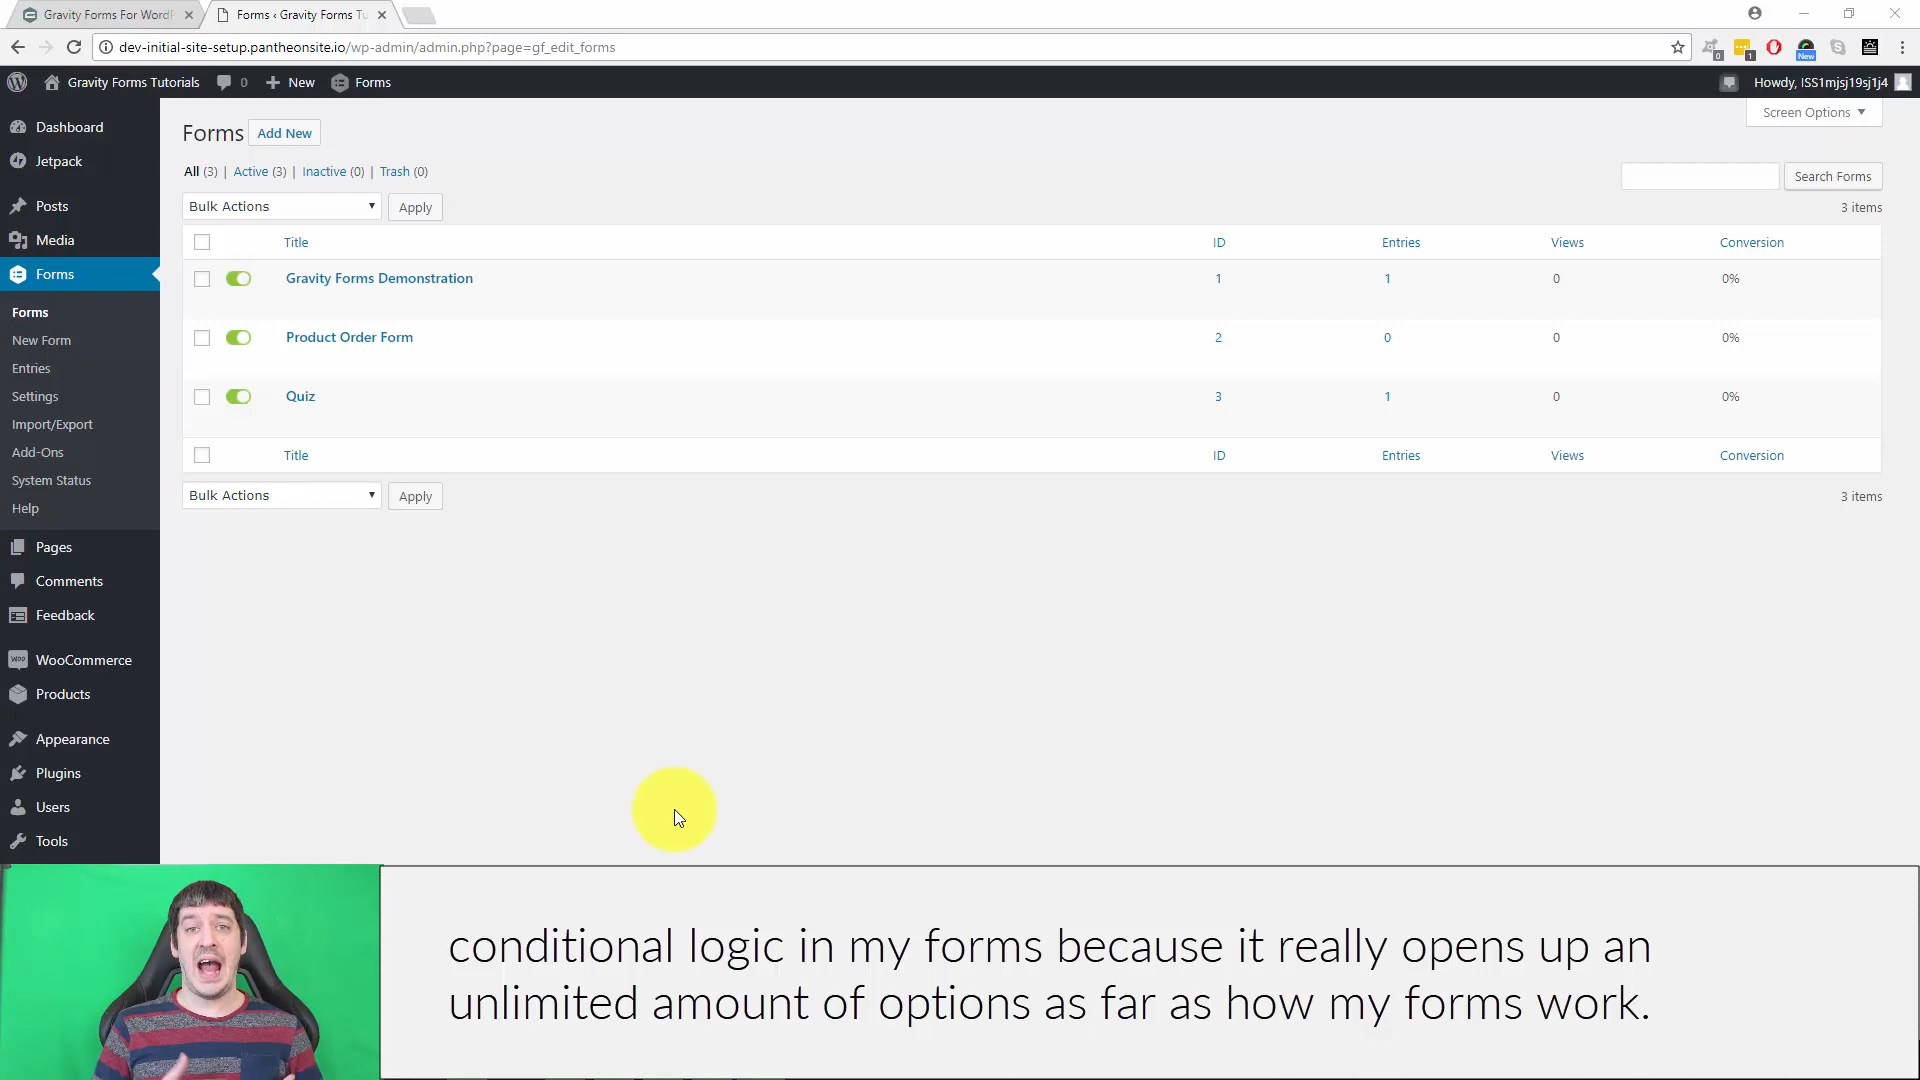 Gravity Forms For WordP
Forms ‹ Gravity Forms Tu
dev-initial-site-setup.pantheonsite.io/wp-admin/admin.php?page=gf_edit_forms
0
1
New
Gravity Forms Tutorials
0
New
Forms
Howdy, ISS1mjsj19sj1j4
Dashboard
Jetpack
Posts
Media
Forms
Forms
New Form
Entries
Settings
Import/Export
Add-Ons
System Status
Help
Pages
Comments
Feedback
WooCommerce
Products
Appearance
Plugins
Users
Tools
Screen Options
Forms Add New
All (3) | Active (3) | Inactive (0) | Trash (0)
Search Forms
Bulk Actions Apply
3 items
Title ID Entries Views Conversion
Gravity Forms Demonstration 1 1 0 0%
Product Order Form 2 0 0 0%
Quiz 3 1 0 0%
Title ID Entries Views Conversion
Bulk Actions Apply
3 items
conditional logic in my forms because it really opens up an
unlimited amount of options as far as how my forms work.